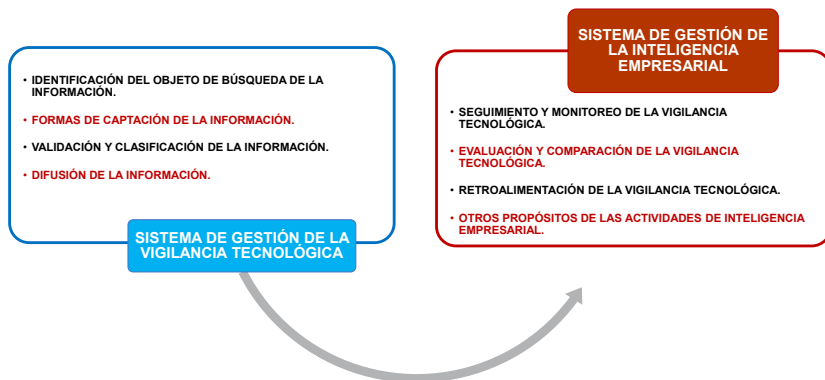 • IDENTIFICACIÓN DEL OBJETO DE BÚSQUEDA DE LA
INFORMACIÓN.
• FORMAS DE CAPTACIÓN DE LA INFORMACIÓN.
• VALIDACIÓN Y CLASIFICACIÓN DE LA INFORMACIÓN.
• DIFUSIÓN DE LA INFORMACIÓN.
SISTEMA DE GESTIÓN DE LA
VIGILANCIA TECNOLÓGICA
SISTEMA DE GESTIÓN DE
LA INTELIGENCIA
EMPRESARIAL
• SEGUIMIENTO Y MONITOREO DE LA VIGILANCIA
TECNOLÓGICA.
• EVALUACIÓN Y COMPARACIÓN DE LA VIGILANCIA
TECNOLÓGICA.
• RETROALIMENTACIÓN DE LA VIGILANCIA TECNOLÓGICA.
• OTROS PROPÓSITOS DE LAS ACTIVIDADES DE INTELIGENCIA
EMPRESARIAL.